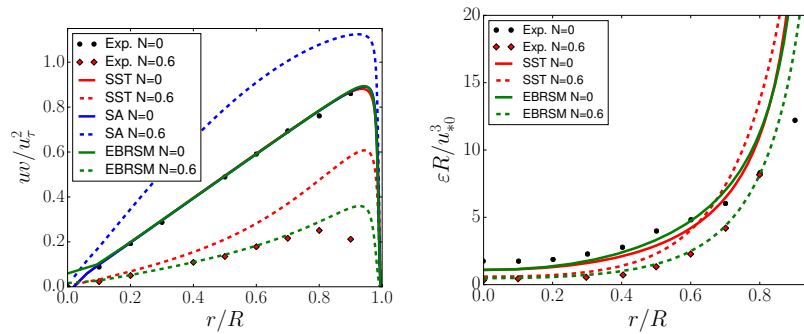 Exp. N=0
Exp. N=0.6
SST N=0
SST N=0.6
SA N=0
SA N=0.6
EBRSM N=0
EBRSM N=0.6
1.0
0.8
0.6
0.4
0.2
0.0
uv/u_τ^2
0.0 0.2 0.4 0.6 0.8 1.0
r/R
Exp. N=0
Exp. N=0.6
SST N=0
SST N=0.6
EBRSM N=0
EBRSM N=0.6
20
15
10
5
0
εR/u_{*0}^3
0.0 0.2 0.4 0.6 0.8
r/R